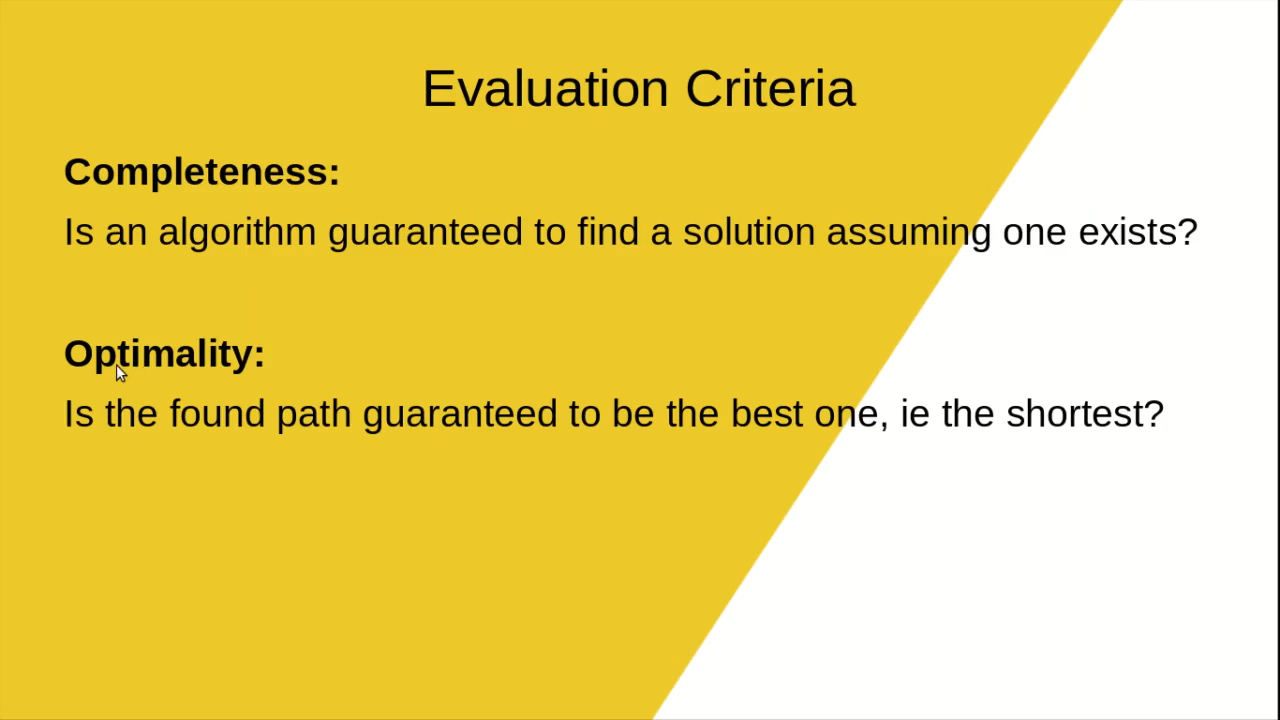 Evaluation Criteria
Completeness:
Is an algorithm guaranteed to find a solution assuming one exists?
Optimality:
Is the found path guaranteed to be the best one, ie the shortest?